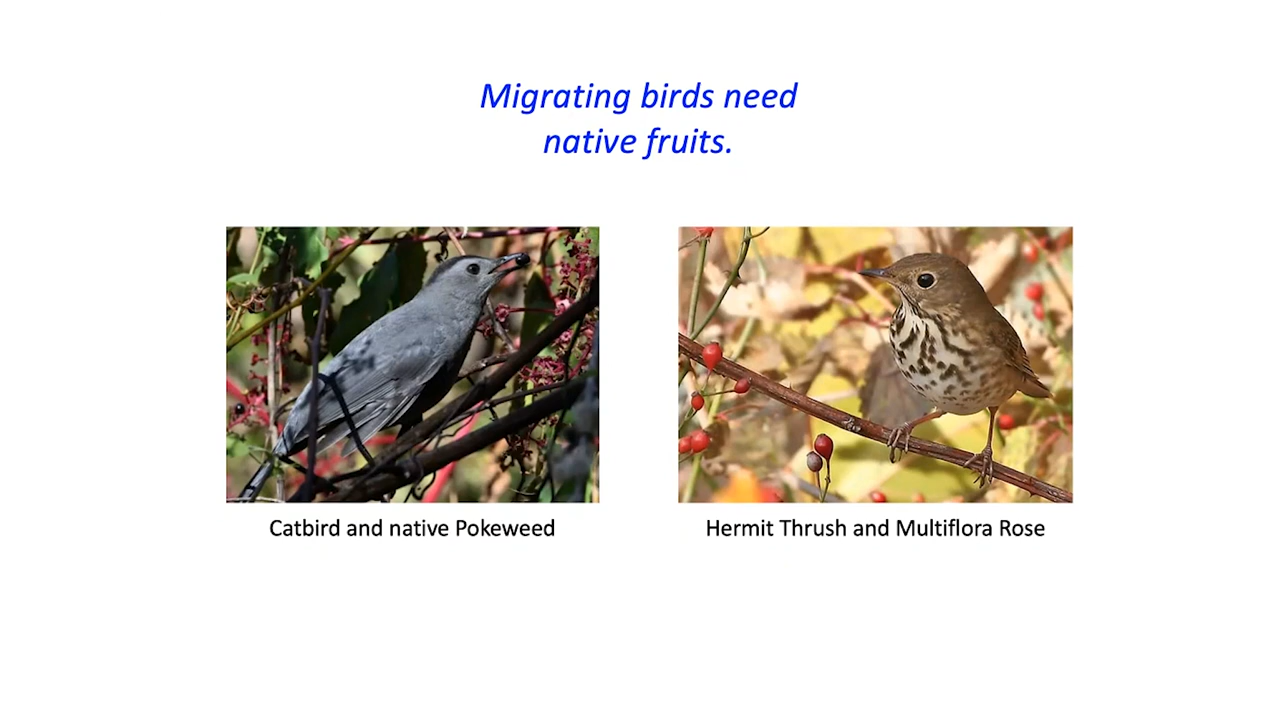 Migrating birds need
native fruits.
Catbird and native Pokeweed
Hermit Thrush and Multiflora Rose